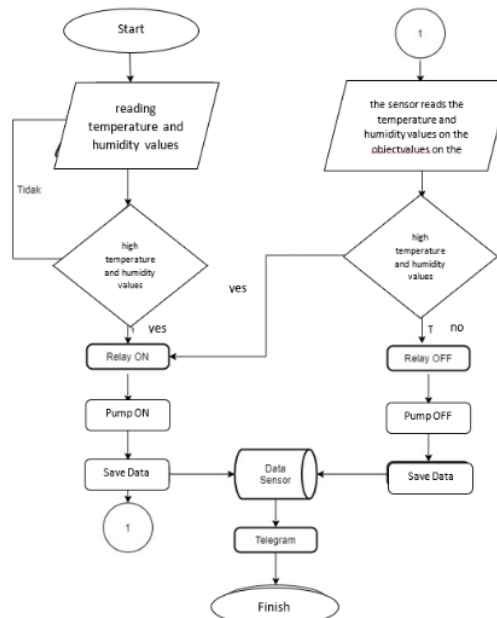 Start
reading
temperature and
humidity values
Tidak
high
temperature
and humidity
values
yes
Relay ON
Pump ON
Save Data
1
1
the sensor reads the
temperature and
humidity values on the
objectvalues on the
high
temperature
and humidity
values
yes
T no
Relay OFF
Pump OFF
Save Data
Data
Sensor
Telegram
Finish